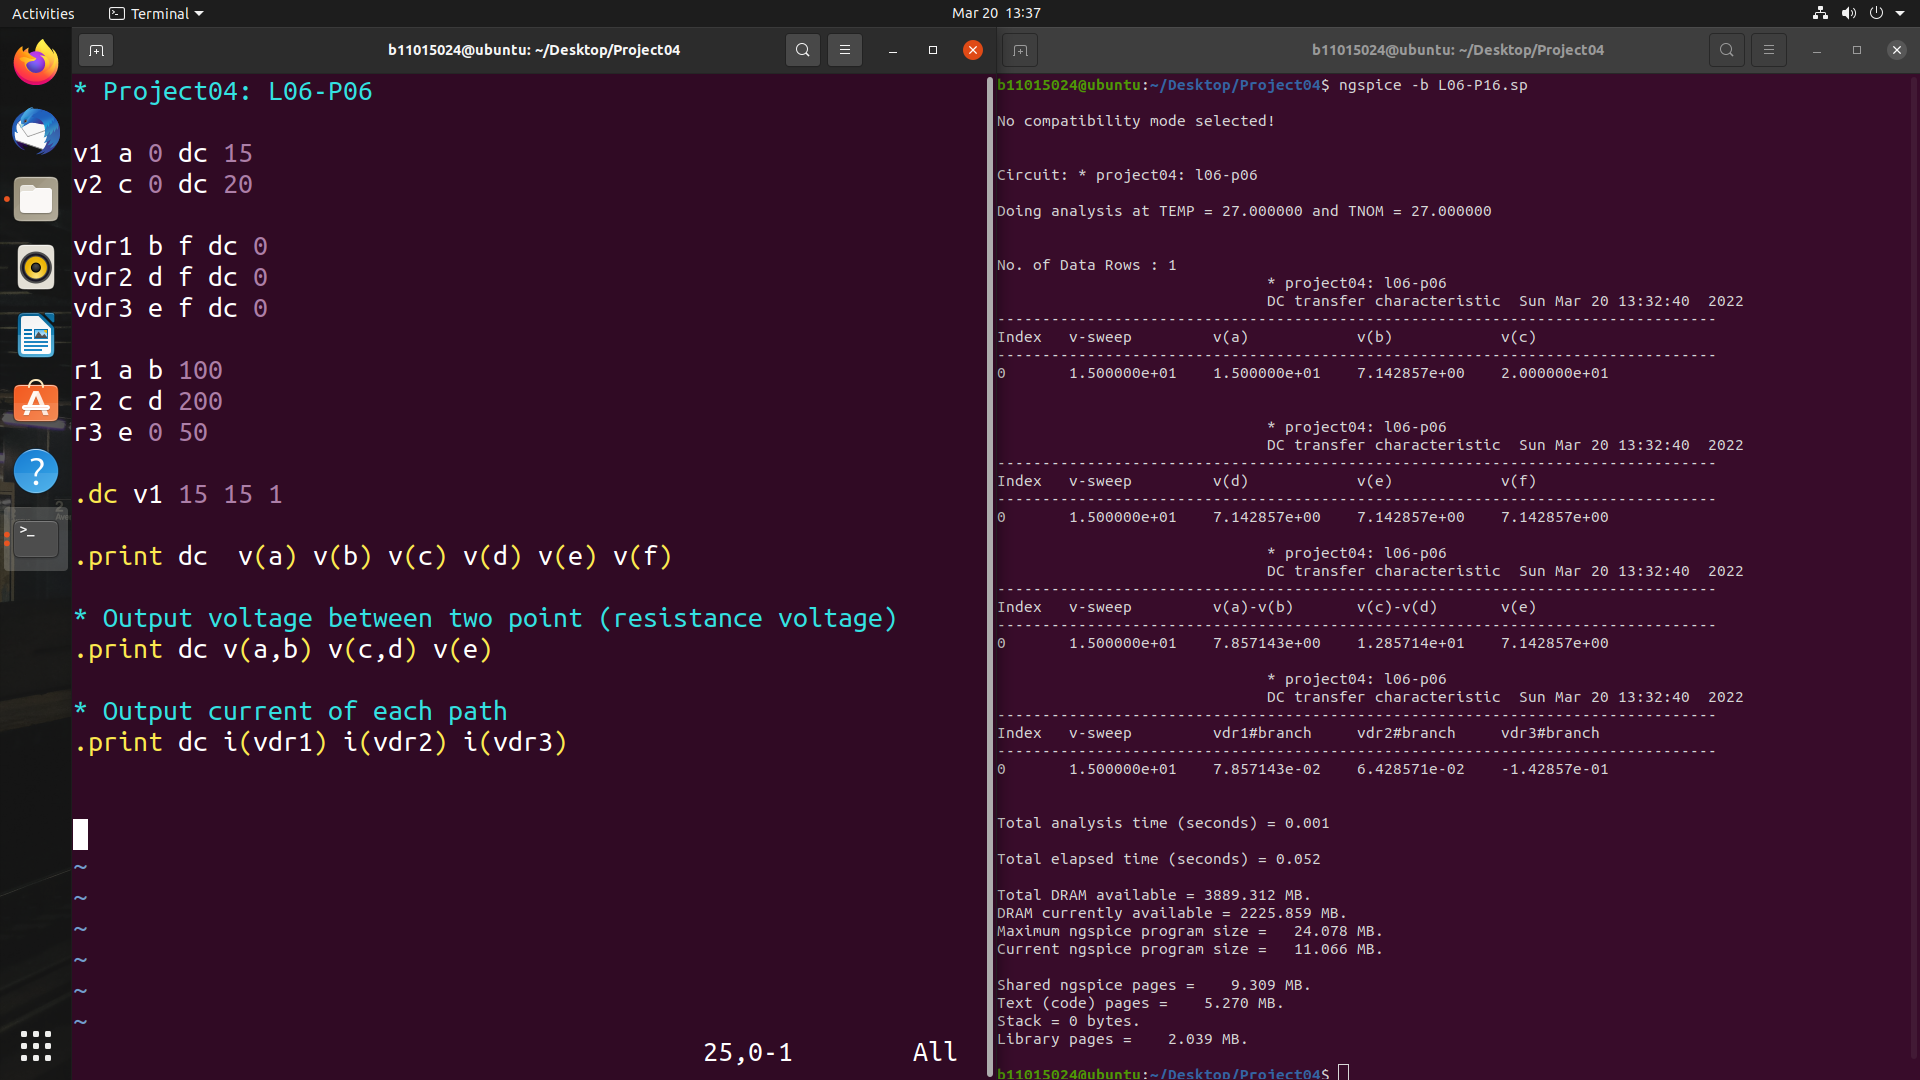 Activities
Terminal
Mar 20 13:37
b11015024@ubuntu: ~/Desktop/Project04
* Project04: L06-P06
v1 a 0 dc 15
v2 c 0 dc 20
vdr1 b f dc 0
vdr2 d f dc 0
vdr3 e f dc 0
r1 a b 100
r2 c d 200
r3 e 0 50
.dc v1 15 15 1
.print dc  v(a) v(b) v(c) v(d) v(e) v(f)
* Output voltage between two point (resistance voltage)
.print dc v(a,b) v(c,d) v(e)
* Output current of each path
.print dc i(vdr1) i(vdr2) i(vdr3)
~
~
~
~
~
~
25,0-1 All
b11015024@ubuntu: ~/Desktop/Project04
b11015024@ubuntu:~/Desktop/Project04$ ngspice -b L06-P16.sp
No compatibility mode selected!
Circuit: * project04: l06-p06
Doing analysis at TEMP = 27.000000 and TNOM = 27.000000
No. of Data Rows : 1
* project04: l06-p06
DC transfer characteristic  Sun Mar 20 13:32:40  2022
--------------------------------------------------------------------------------
Index   v-sweep         v(a)            v(b)            v(c)
--------------------------------------------------------------------------------
0       1.500000e+01    1.500000e+01    7.142857e+00    2.000000e+01
* project04: l06-p06
DC transfer characteristic  Sun Mar 20 13:32:40  2022
--------------------------------------------------------------------------------
Index   v-sweep         v(d)            v(e)            v(f)
--------------------------------------------------------------------------------
0       1.500000e+01    7.142857e+00    7.142857e+00    7.142857e+00
* project04: l06-p06
DC transfer characteristic  Sun Mar 20 13:32:40  2022
--------------------------------------------------------------------------------
Index   v-sweep         v(a)-v(b)       v(c)-v(d)       v(e)
--------------------------------------------------------------------------------
0       1.500000e+01    7.857143e+00    1.285714e+01    7.142857e+00
* project04: l06-p06
DC transfer characteristic  Sun Mar 20 13:32:40  2022
--------------------------------------------------------------------------------
Index   v-sweep         vdr1#branch     vdr2#branch     vdr3#branch
--------------------------------------------------------------------------------
0       1.500000e+01    7.857143e-02    6.428571e-02    -1.42857e-01
Total analysis time (seconds) = 0.001
Total elapsed time (seconds) = 0.052
Total DRAM available = 3889.312 MB.
DRAM currently available = 2225.859 MB.
Maximum ngspice program size =   24.078 MB.
Current ngspice program size =   11.066 MB.
Shared ngspice pages =    9.309 MB.
Text (code) pages =    5.270 MB.
Stack = 0 bytes.
Library pages =    2.039 MB.
b11015024@ubuntu:~/Desktop/Project04$